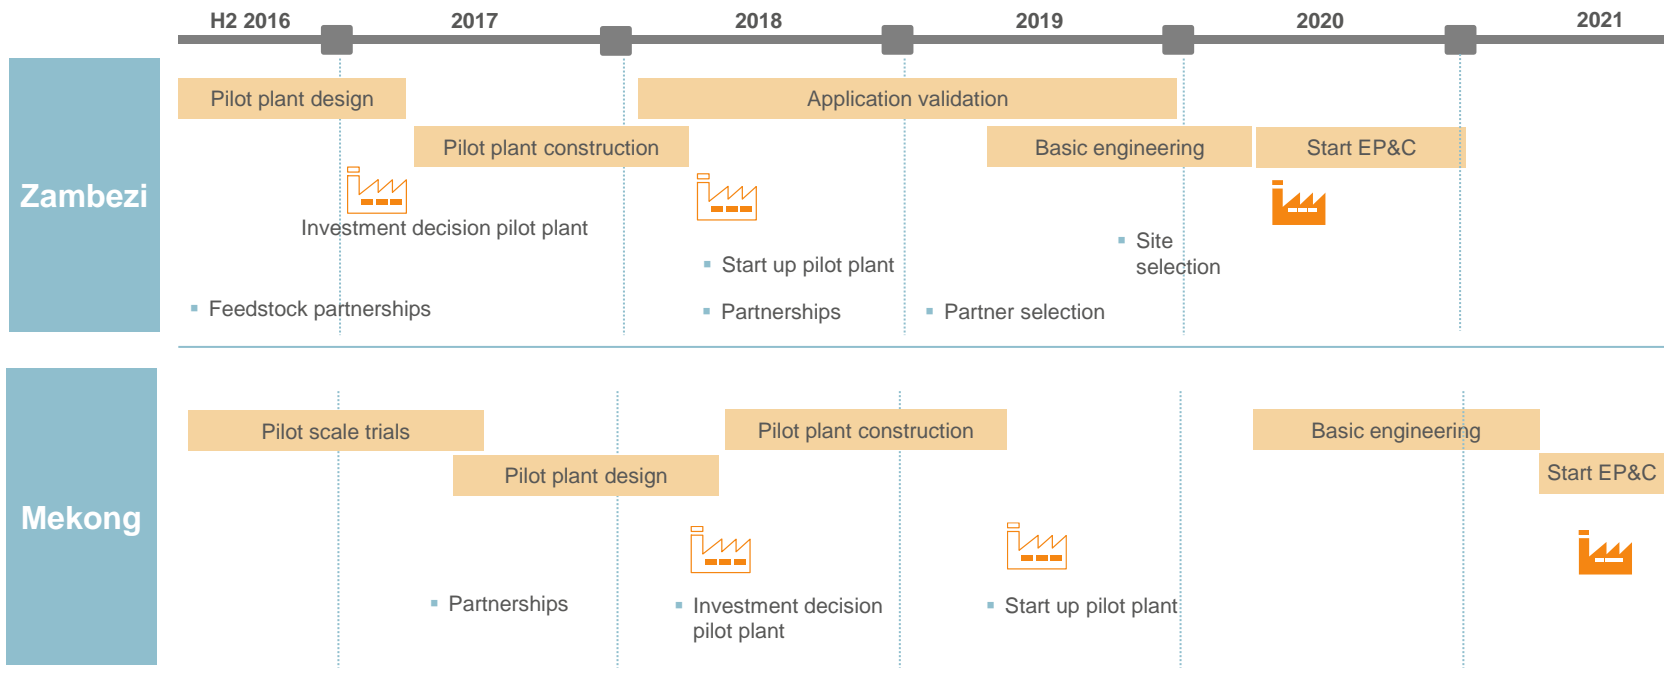 H2 2016
2017
2018
2019
2020
2021
Zambezi
Pilot plant design
Application validation
Pilot plant construction
Basic engineering
Start EP&C
Investment decision pilot plant
Site
selection
Start up pilot plant
Feedstock partnerships
Partnerships
Partner selection
Mekong
Pilot scale trials
Pilot plant construction
Basic engineering
Pilot plant design
Start EP&C
Partnerships
Investment decision
pilot plant
Start up pilot plant